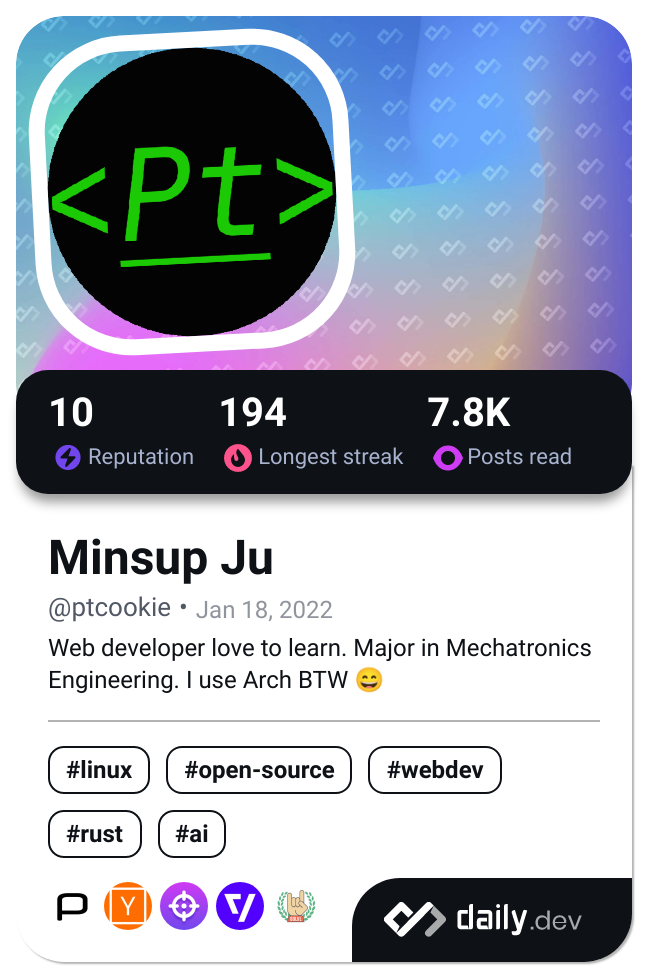 <Pt>
10 194 7.8K
Reputation Longest streak Posts read
Minsup Ju
@ptcookie • Jan 18, 2022
Web developer love to learn. Major in Mechatronics
Engineering. I use Arch BTW 😄
#linux #open-source #webdev
#rust #ai
Y
daily.dev